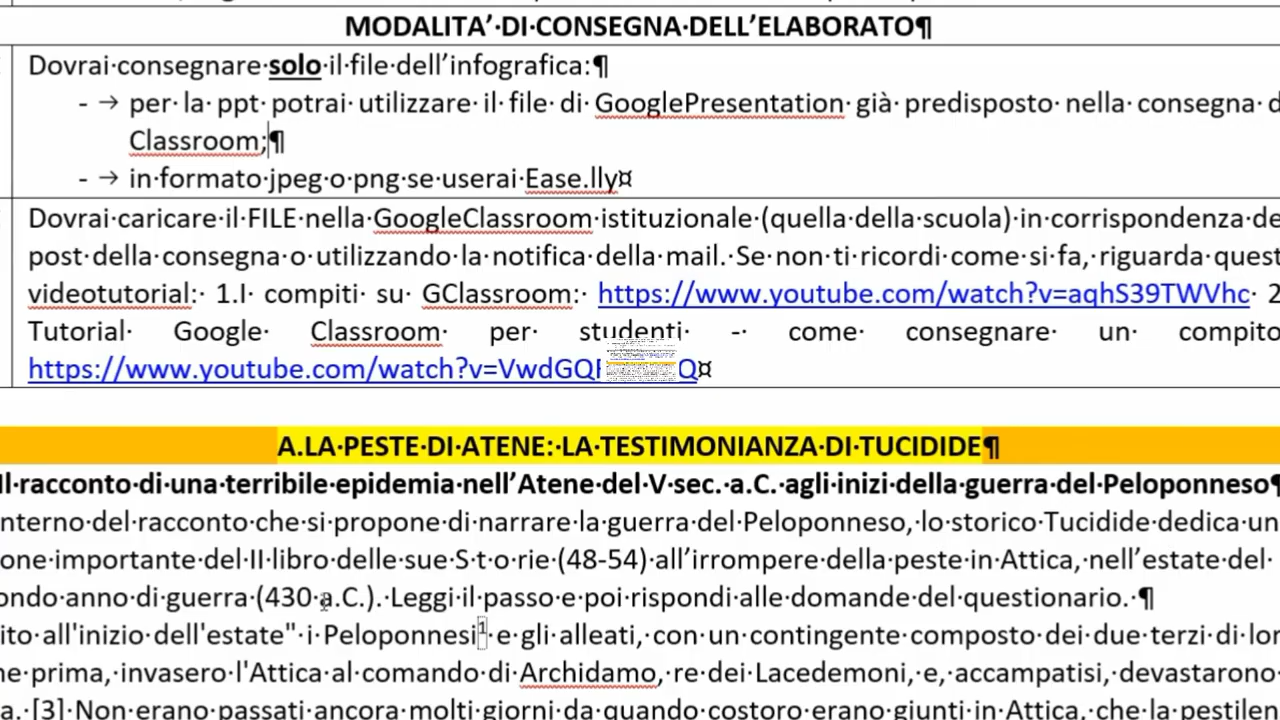 MODALITA' DI CONSEGNA DELL'ELABORATO
Dovrai consegnare solo il file dell'infografica:
- → per la ppt potrai utilizzare il file di GooglePresentation già predisposto nella consegna d
Classroom;
- → in formato jpeg o png se userai Ease.lly
Dovrai caricare il FILE nella GoogleClassroom istituzionale (quella della scuola) in corrispondenza de
post della consegna o utilizzando la notifica della mail. Se non ti ricordi come si fa, riguarda quest
videotutorial: 1.I compiti su GClassroom: https://www.youtube.com/watch?v=aqhS39TWVhc 2
Tutorial Google Classroom per studenti - come consegnare un compito
https://www.youtube.com/watch?v=VwdGQ
A.LA PESTE DI ATENE: LA TESTIMONIANZA DI TUCIDIDE
Il racconto di una terribile epidemia nell'Atene del V sec. a.C. agli inizi della guerra del Peloponneso
nterno del racconto che si propone di narrare la guerra del Peloponneso, lo storico Tucidide dedica un
one importante del II libro delle sue S t o rie (48-54) all'irrompere della peste in Attica, nell'estate del
ondo anno di guerra (430 a.C.). Leggi il passo e poi rispondi alle domande del questionario.
ito all'inizio dell'estate" i Peloponnesi1 e gli alleati, con un contingente composto dei due terzi di lor
he prima, invasero l'Attica al comando di Archidamo, re dei Lacedemoni, e, accampatisi, devastarono
a. [3] Non erano passati ancora molti giorni da quando costoro erano giunti in Attica, che la pestilen